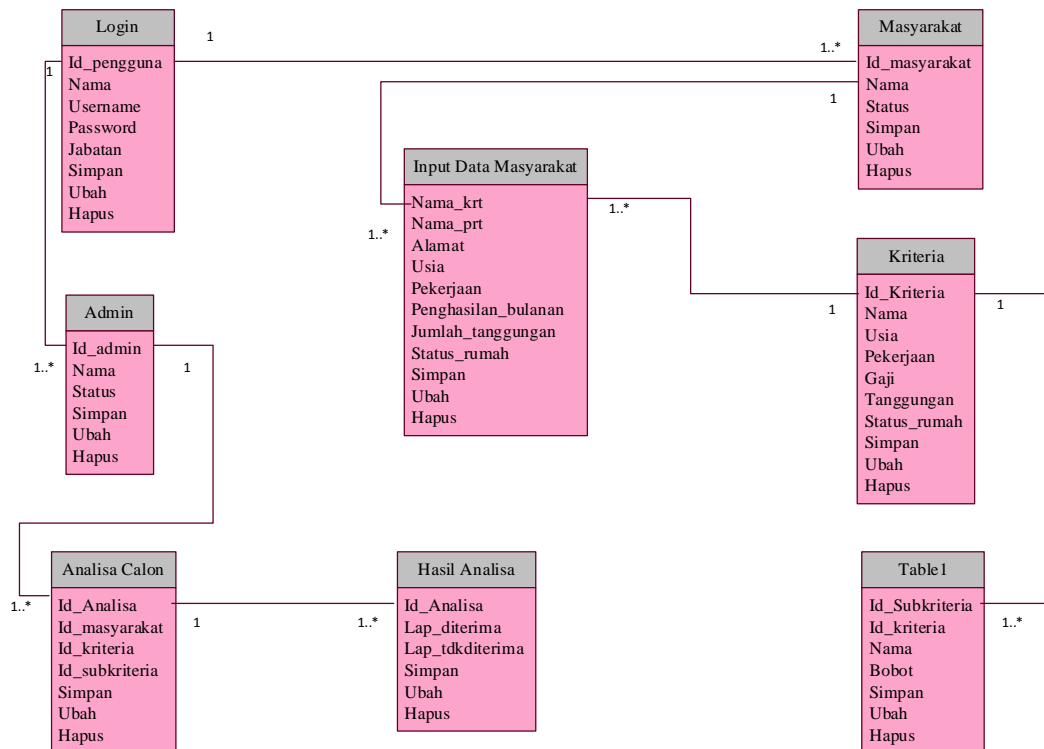 Login
Id_pengguna
Nama
Username
Password
Jabatan
Simpan
Ubah
Hapus
1
1
1..*
Masyarakat
Id_masyarakat
Nama
Status
Simpan
Ubah
Hapus
1
Input Data Masyarakat
Nama_krt
Nama_prt
Alamat
Usia
Pekerjaan
Penghasilan_bulanan
Jumlah_tanggungan
Status_rumah
Simpan
Ubah
Hapus
1..*
1..*
Kriteria
Id_Kriteria
Nama
Usia
Pekerjaan
Gaji
Tanggungan
Status_rumah
Simpan
Ubah
Hapus
1
1
Admin
Id_admin
Nama
Status
Simpan
Ubah
Hapus
1..*
1
Analisa Calon
Id_Analisa
Id_masyarakat
Id_kriteria
Id_subkriteria
Simpan
Ubah
Hapus
1..*
1
Hasil Analisa
Id_Analisa
Lap_diterima
Lap_tdkditerima
Simpan
Ubah
Hapus
1..*
Table1
Id_Subkriteria
Id_kriteria
Nama
Bobot
Simpan
Ubah
Hapus
1..*